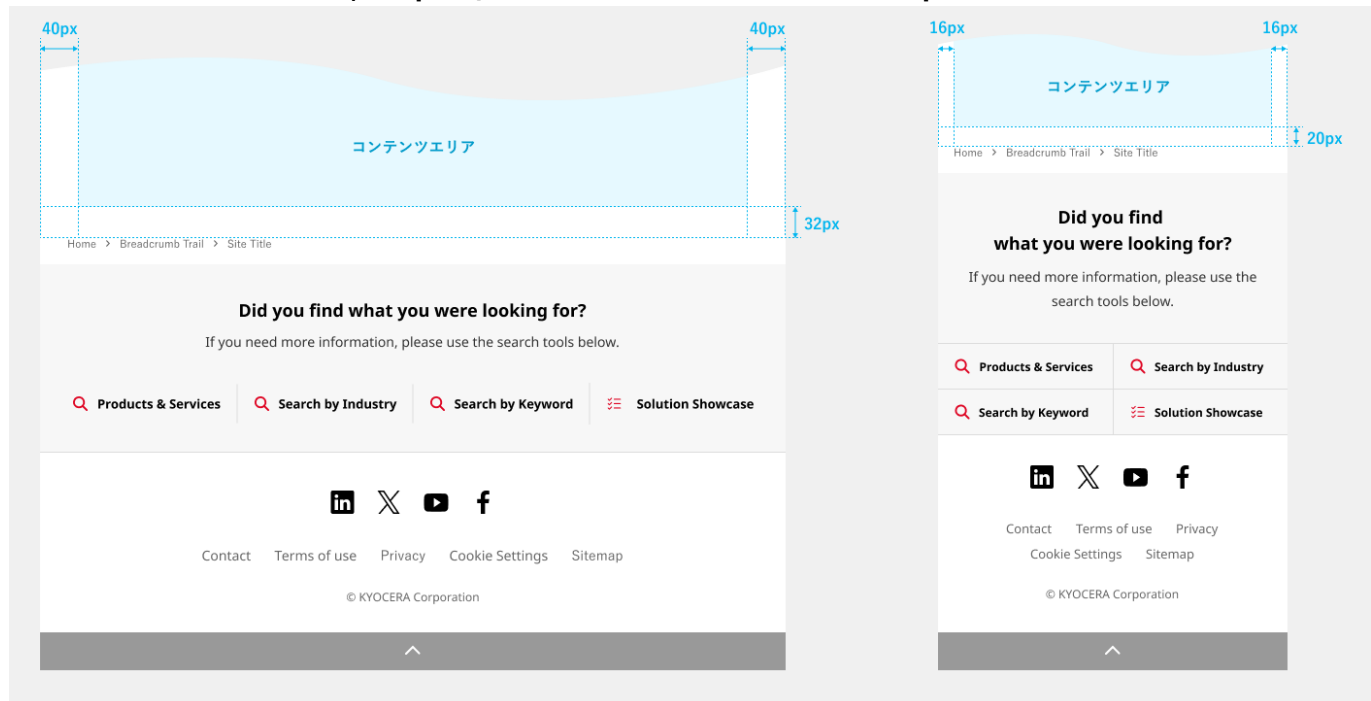 40px
40px
コンテンツエリア
32px
Home > Breadcrumb Trail > Site Title
Did you find what you were looking for?
If you need more information, please use the search tools below.
Products & Services
Search by Industry
Search by Keyword
Solution Showcase
in
Contact Terms of use Privacy Cookie Settings Sitemap
© KYOCERA Corporation
16px
16px
コンテンツエリア
20px
Home > Breadcrumb Trail > Site Title
Did you find
what you were looking for?
If you need more information, please use the
search tools below.
Products & Services
Search by Industry
Search by Keyword
Solution Showcase
in
Contact Terms of use Privacy
Cookie Settings Sitemap
© KYOCERA Corporation